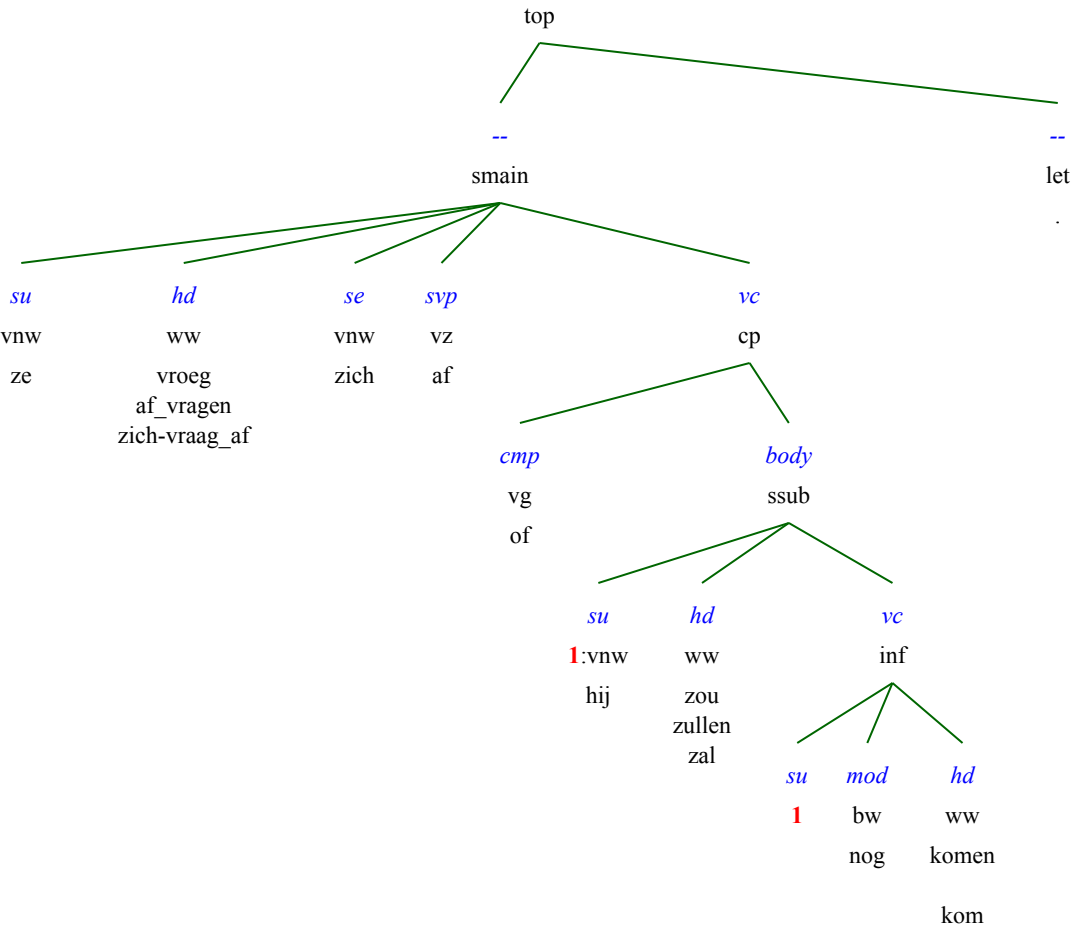 top
-- --
smain let
.
su hd se svp vc
vnw ww vnw vz cp
ze vroeg zich af
af_vragen
zich-vraag_af
cmp body
vg ssub
of
su hd vc
1:vnw ww inf
hij zou
zullen
zal
su mod hd
1 bw ww
nog komen
kom